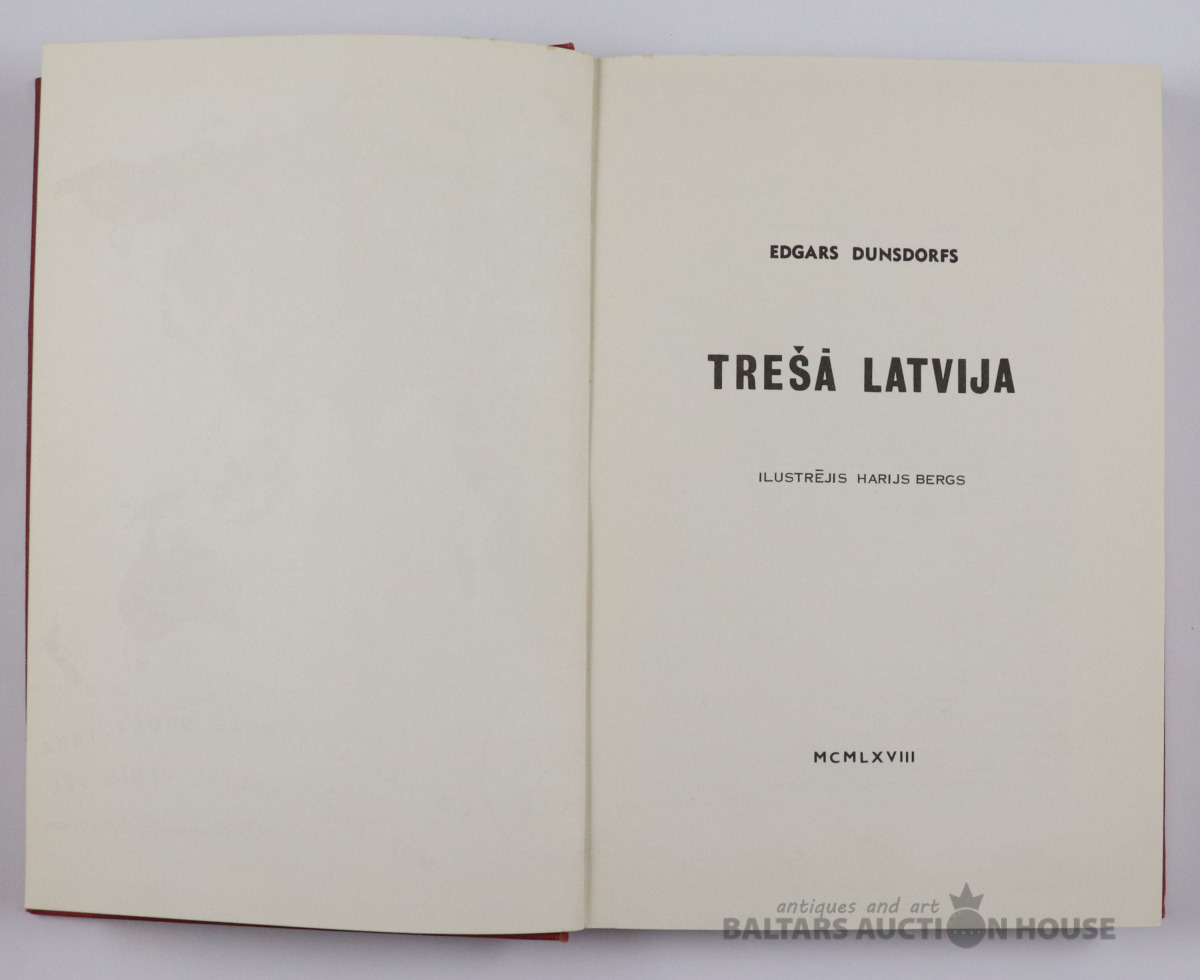 EDGARS DUNSDORFS
TREŠĀ LATVIJA
ILUSTRĒJIS HARIJS BERGS
MCMLXVIII
antiques and art
BALTARS AUCTION HOUSE